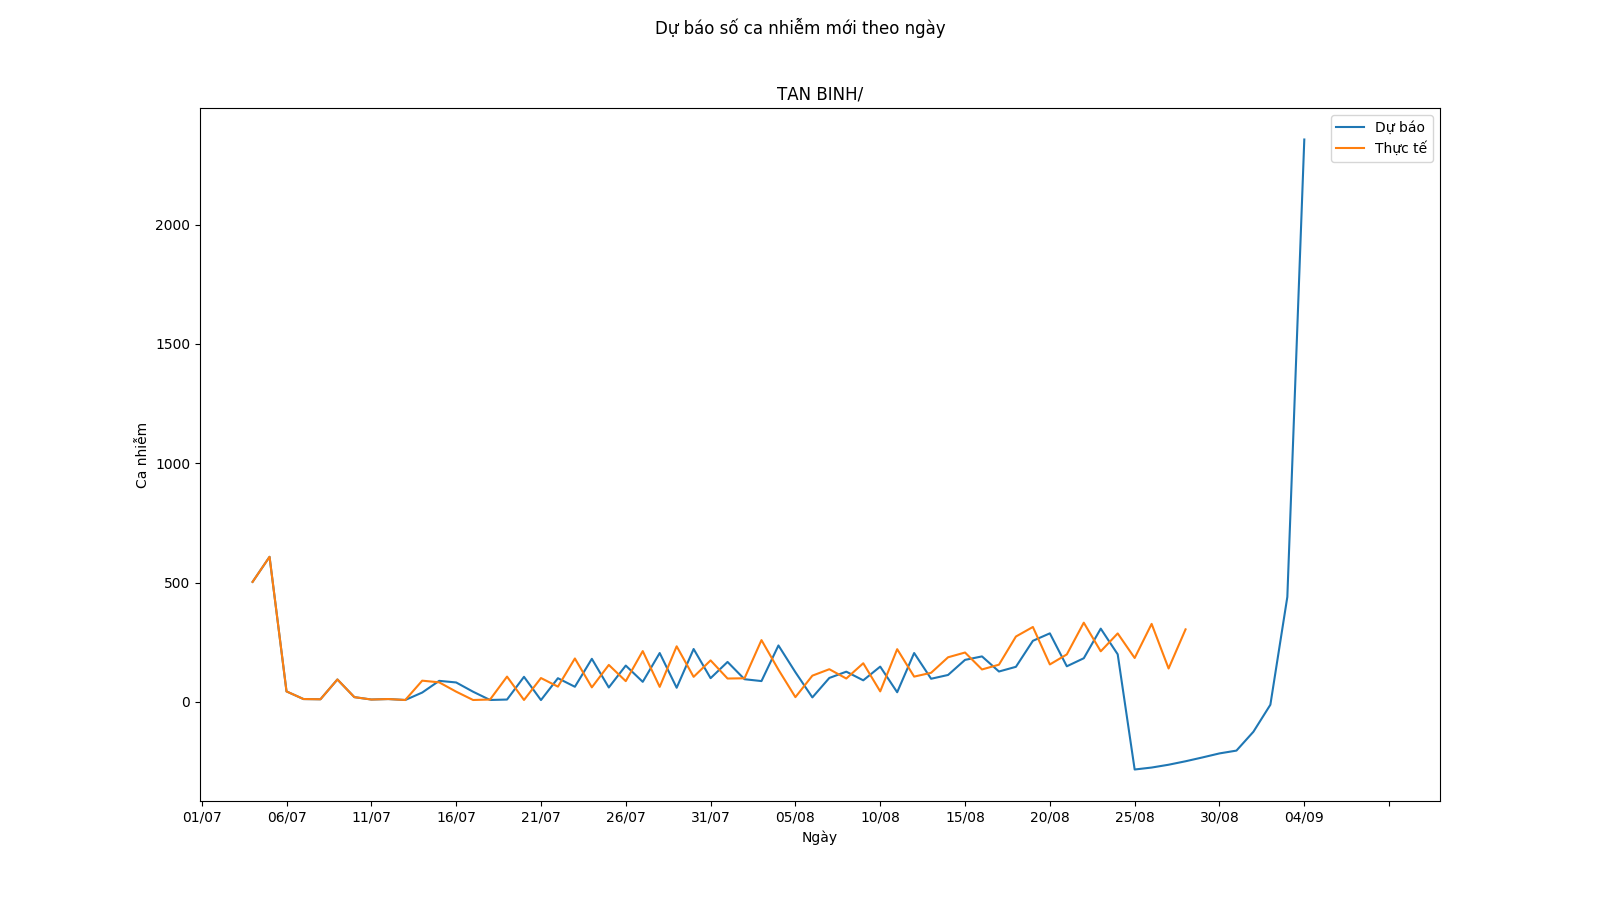 Dự báo số ca nhiễm mới theo ngày
TAN BINH/
Dự báo
Thực tế
Ca nhiễm
2000
1500
1000
500
0
01/07 06/07 11/07 16/07 21/07 26/07 31/07 05/08 10/08 15/08 20/08 25/08 30/08 04/09
Ngày